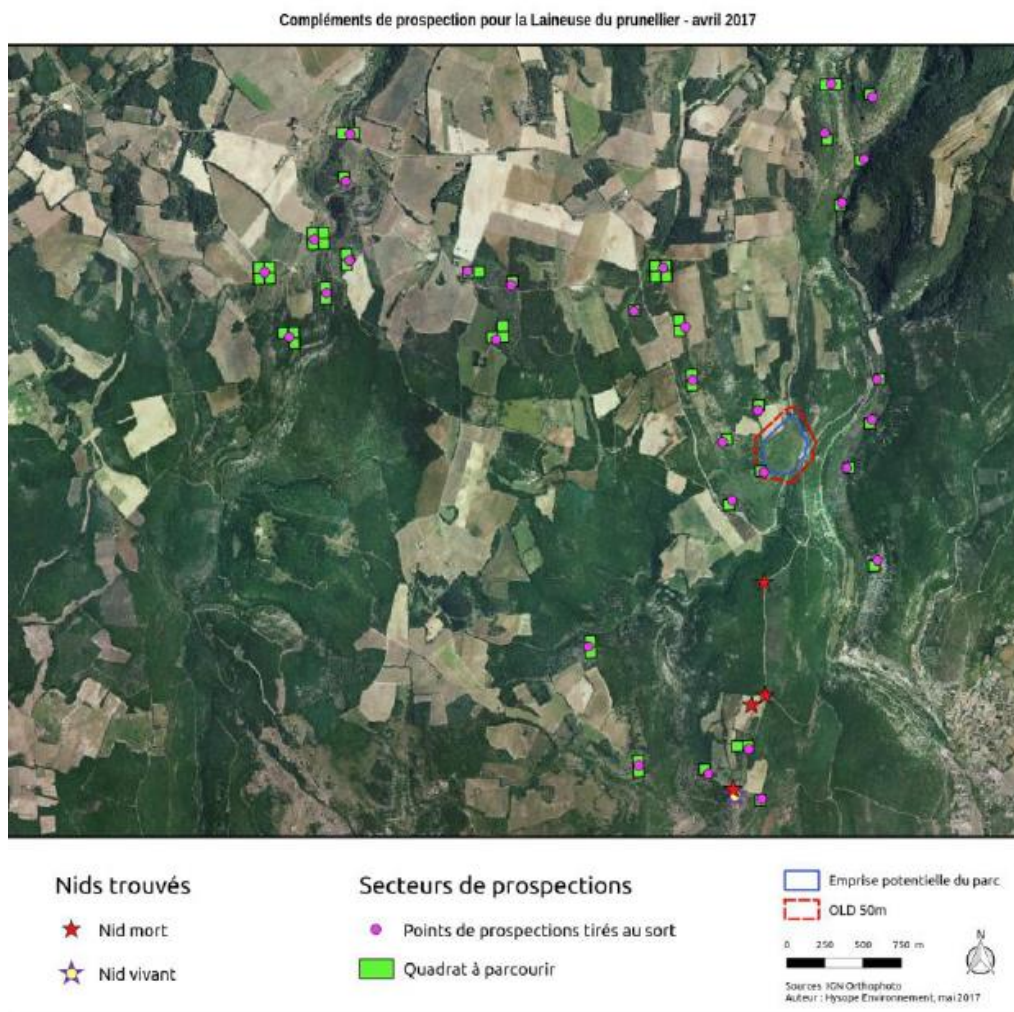 Compléments de prospection pour la Laineuse du prunellier - avril 2017
Nids trouvés
Nid mort
Nid vivant
Secteurs de prospections
Points de prospections tirés au sort
Quadrat à parcourir
Emprise potentielle du parc
OLD 50m
0 250 500 750 m
N
Sources IGN Orthophoto
Auteur : Hysope Environnement, mai 2017